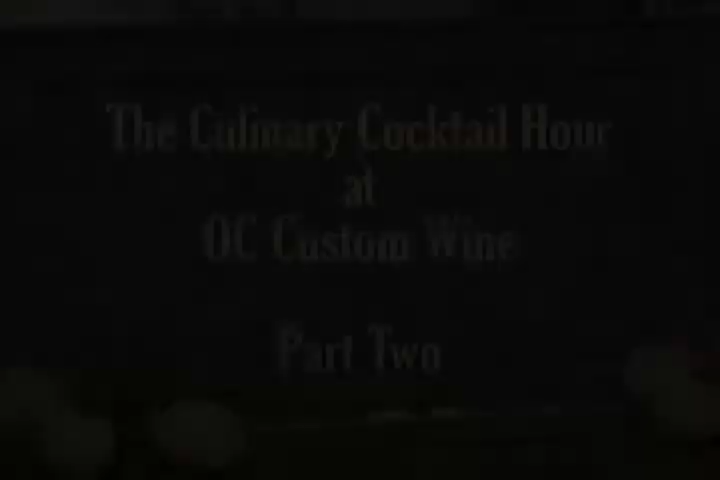 The Culinary Cocktail Hour
at
OC Custom Wine
Part Two